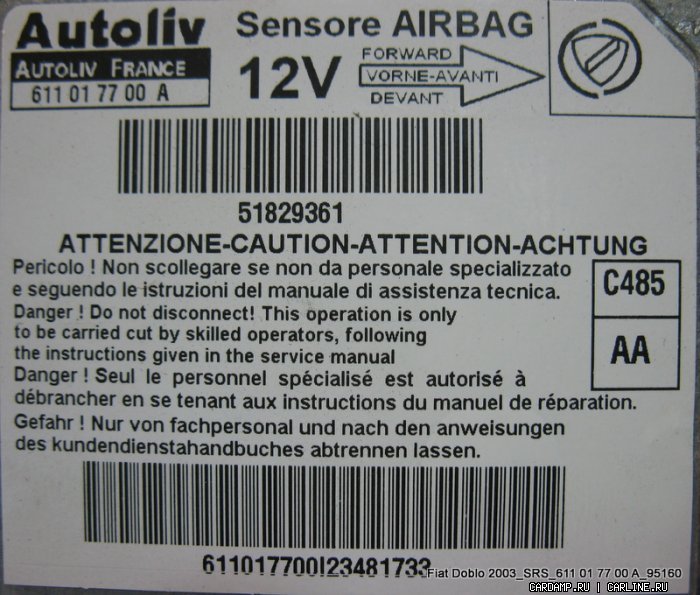 Autoliv
Sensore AIRBAG
AUTOLIV FRANCE
611 01 77 00 A
12V
FORWARD
VORNE-AVANTI
DEVANT
51829361
ATTENZIONE-CAUTION-ATTENTION-ACHTUNG
Pericolo ! Non scollegare se non da personale specializzato
e seguendo le istruzioni del manuale di assistenza tecnica.
C485
Danger ! Do not disconnect! This operation is only
to be carried cut by skilled operators, following
the instructions given in the service manual
AA
Danger ! Seul le personnel spécialisé est autorisé à
débrancher en se tenant aux instructions du manuel de réparation.
Gefahr ! Nur von fachpersonal und nach den anweisungen
des kundendienstahandbuches abtrennen lassen.
611017700I23481733
Fiat Doblo 2003_SRS_611 01 77 00 A_95160
CARDAMP.RU | CARLINE.RU